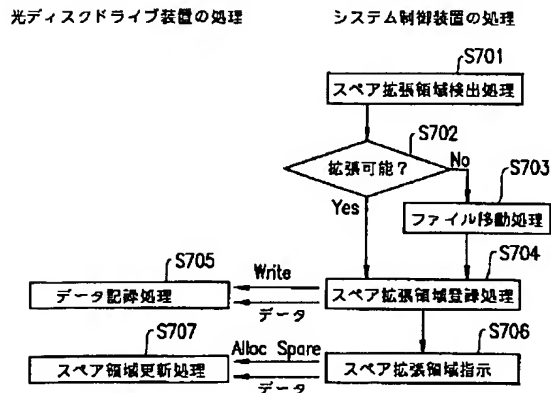 光ディスクドライブ装置の処理
システム制御装置の処理
S701
スペア拡張領域検出処理
S702
拡張可能?
No
S703
Yes
ファイル移動処理
S704
S705
Write
スペア拡張領域登録処理
データ記録処理
データ
S707
Alloc Spare
S706
スペア領域更新処理
スペア拡張領域指示
データ